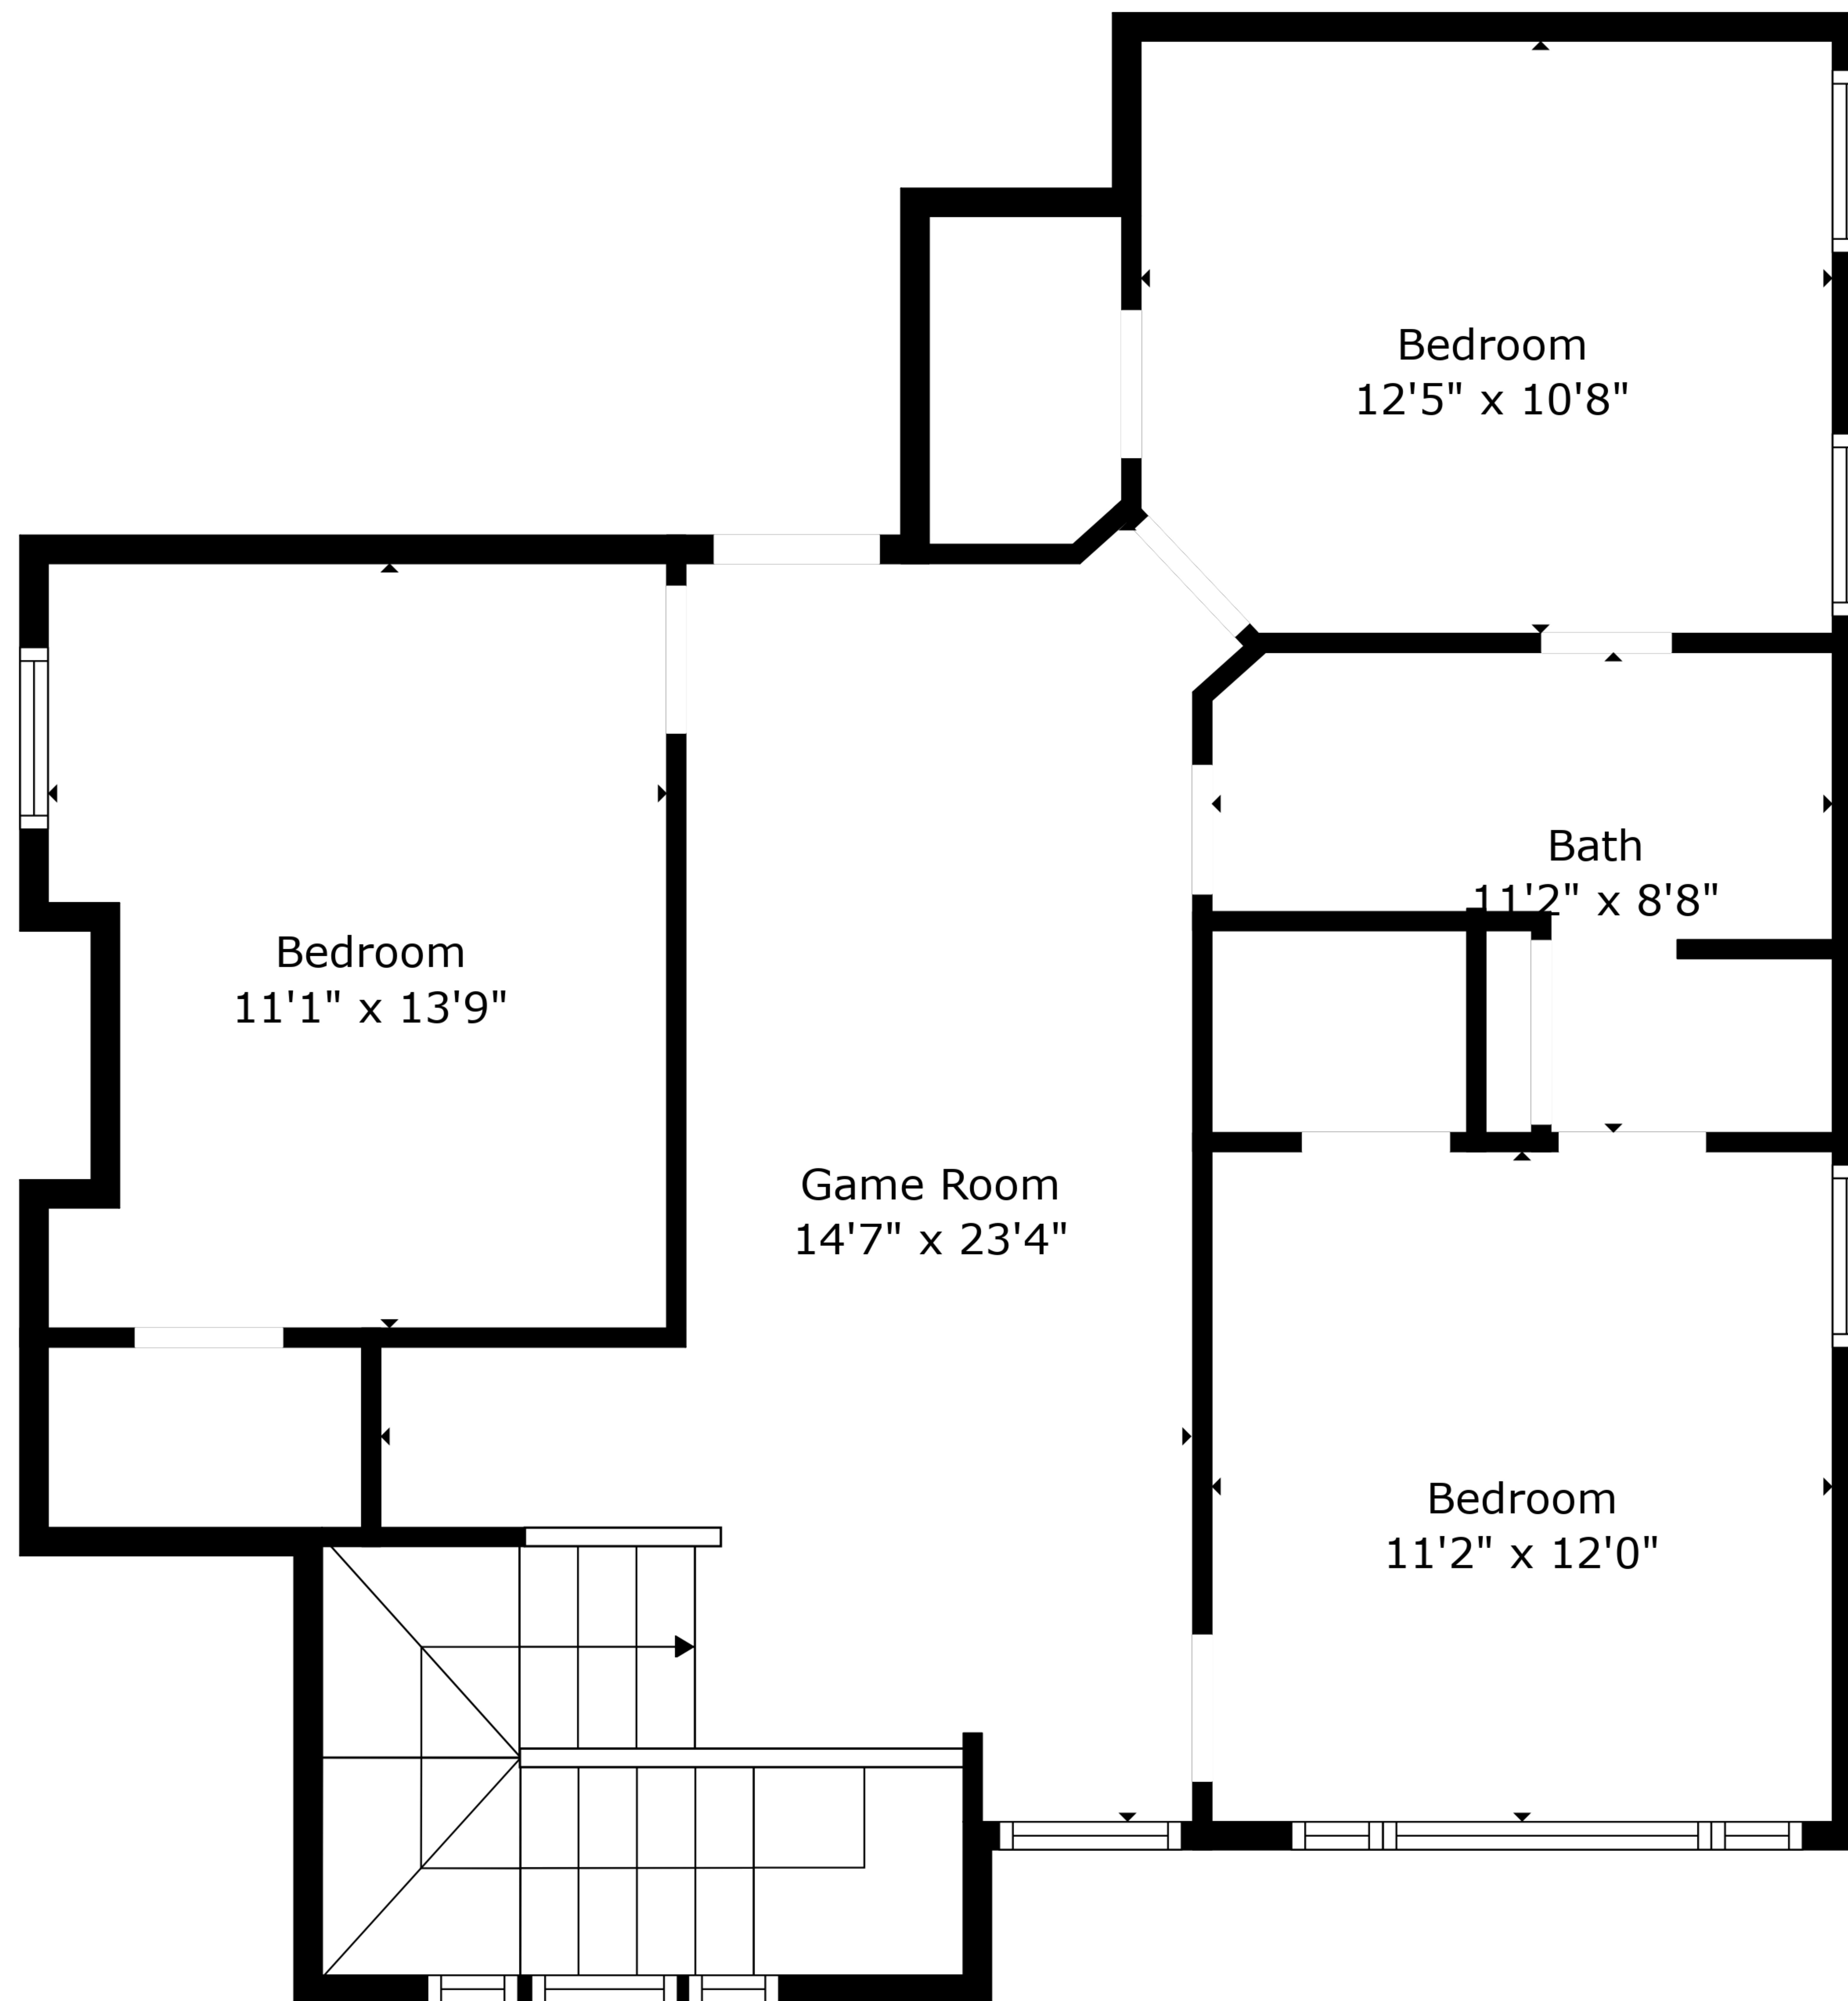 Bedroom
12'5" x 10'8"
Bath
11'2" x 8'8"
Bedroom
11'1" x 13'9"
Game Room
14'7" x 23'4"
Bedroom
11'2" x 12'0"